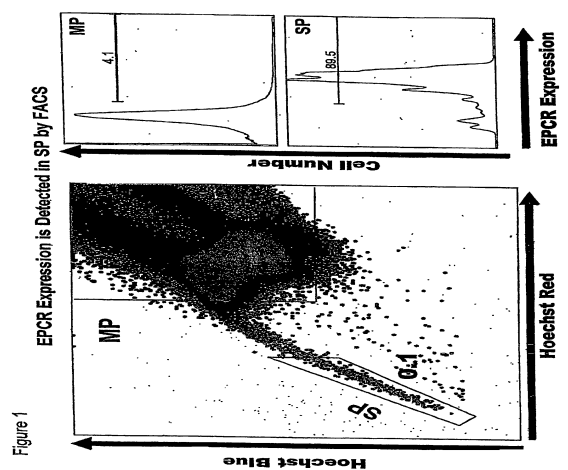 Figure 1
EPCR Expression is Detected in SP by FACS
Hoechst Blue
MP
SP
0.1
Hoechst Red
Cell Number
MP
4.1
SP
89.5
EPCR Expression